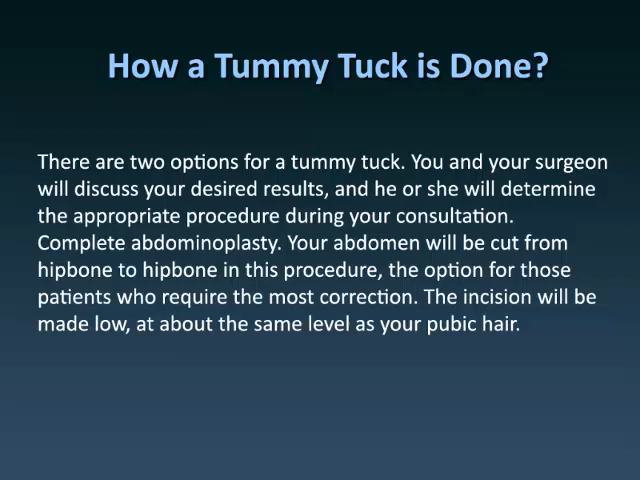 How a Tummy Tuck is Done?
There are two options for a tummy tuck. You and your surgeon
will discuss your desired results, and he or she will determine
the appropriate procedure during your consultation.
Complete abdominoplasty. Your abdomen will be cut from
hipbone to hipbone in this procedure, the option for those
patients who require the most correction. The incision will be
made low, at about the same level as your pubic hair.